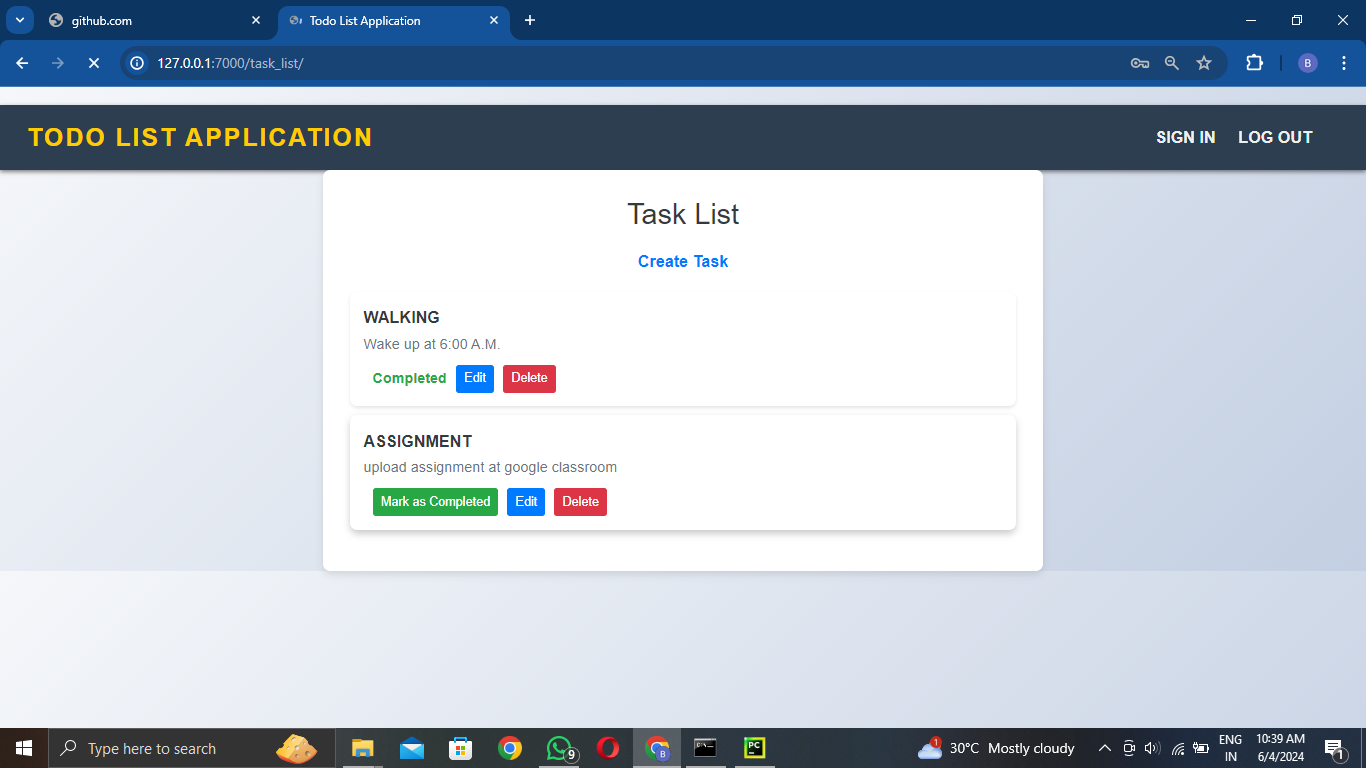 github.com
Todo List Application
127.0.0.1:7000/task_list/
B
TODO LIST APPLICATION
SIGN IN
LOG OUT
Task List
Create Task
WALKING
Wake up at 6:00 A.M.
Completed Edit Delete
ASSIGNMENT
upload assignment at google classroom
Mark as Completed Edit Delete
Type here to search
9
B
PC
1
30°C Mostly cloudy
ENG
IN
10:39 AM
6/4/2024
1